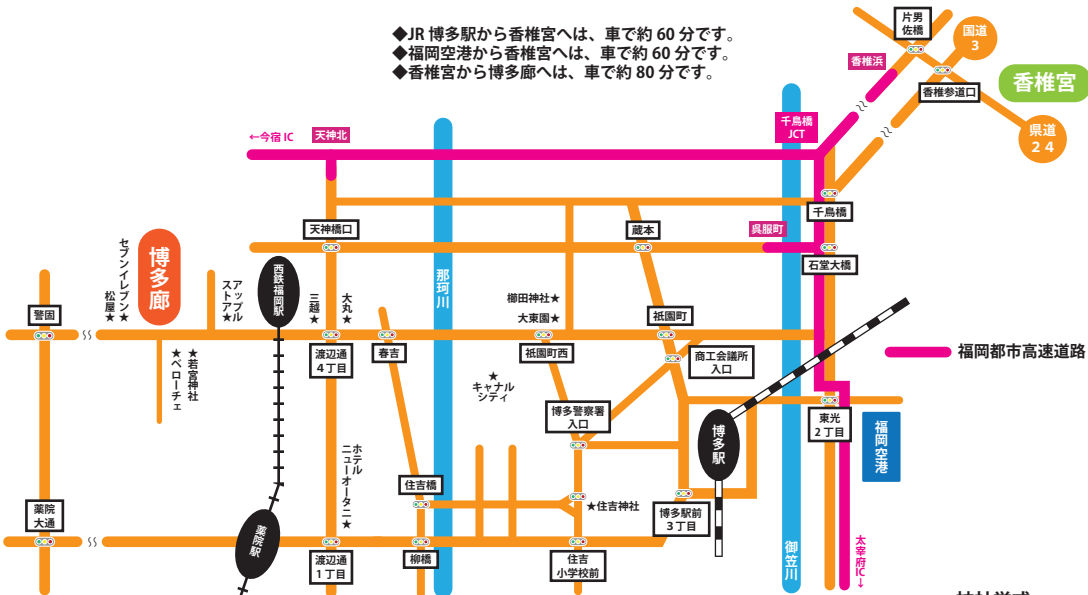 ◆JR 博多駅から香椎宮へは、車で約 60 分です。
◆福岡空港から香椎宮へは、車で約 60 分です。
◆香椎宮から博多廊へは、車で約 80 分です。
片男
佐橋
国道
3
香椎浜
香椎参道口
香椎宮
県道
２４
千鳥橋
JCT
←今宿 IC
天神北
千鳥橋
天神橋口
蔵本
呉服町
石堂大橋
セブンイレブン★
松屋★
博多廊
アップル
ストア★
西鉄福岡駅
三越★
大丸★
那珂川
櫛田神社★
大東園★
祇園町
警固
渡辺通
４丁目
春吉
祇園町西
商工会議所
入口
福岡都市高速道路
★若宮神社
★ベローチェ
★
キャナル
シティ
博多警察署
入口
博多駅
東光
２丁目
福岡空港
ホテル
ニューオータニ★
住吉橋
★住吉神社
博多駅前
３丁目
薬院
大通
薬院駅
渡辺通
１丁目
柳橋
住吉
小学校前
御笠川
太宰府IC→